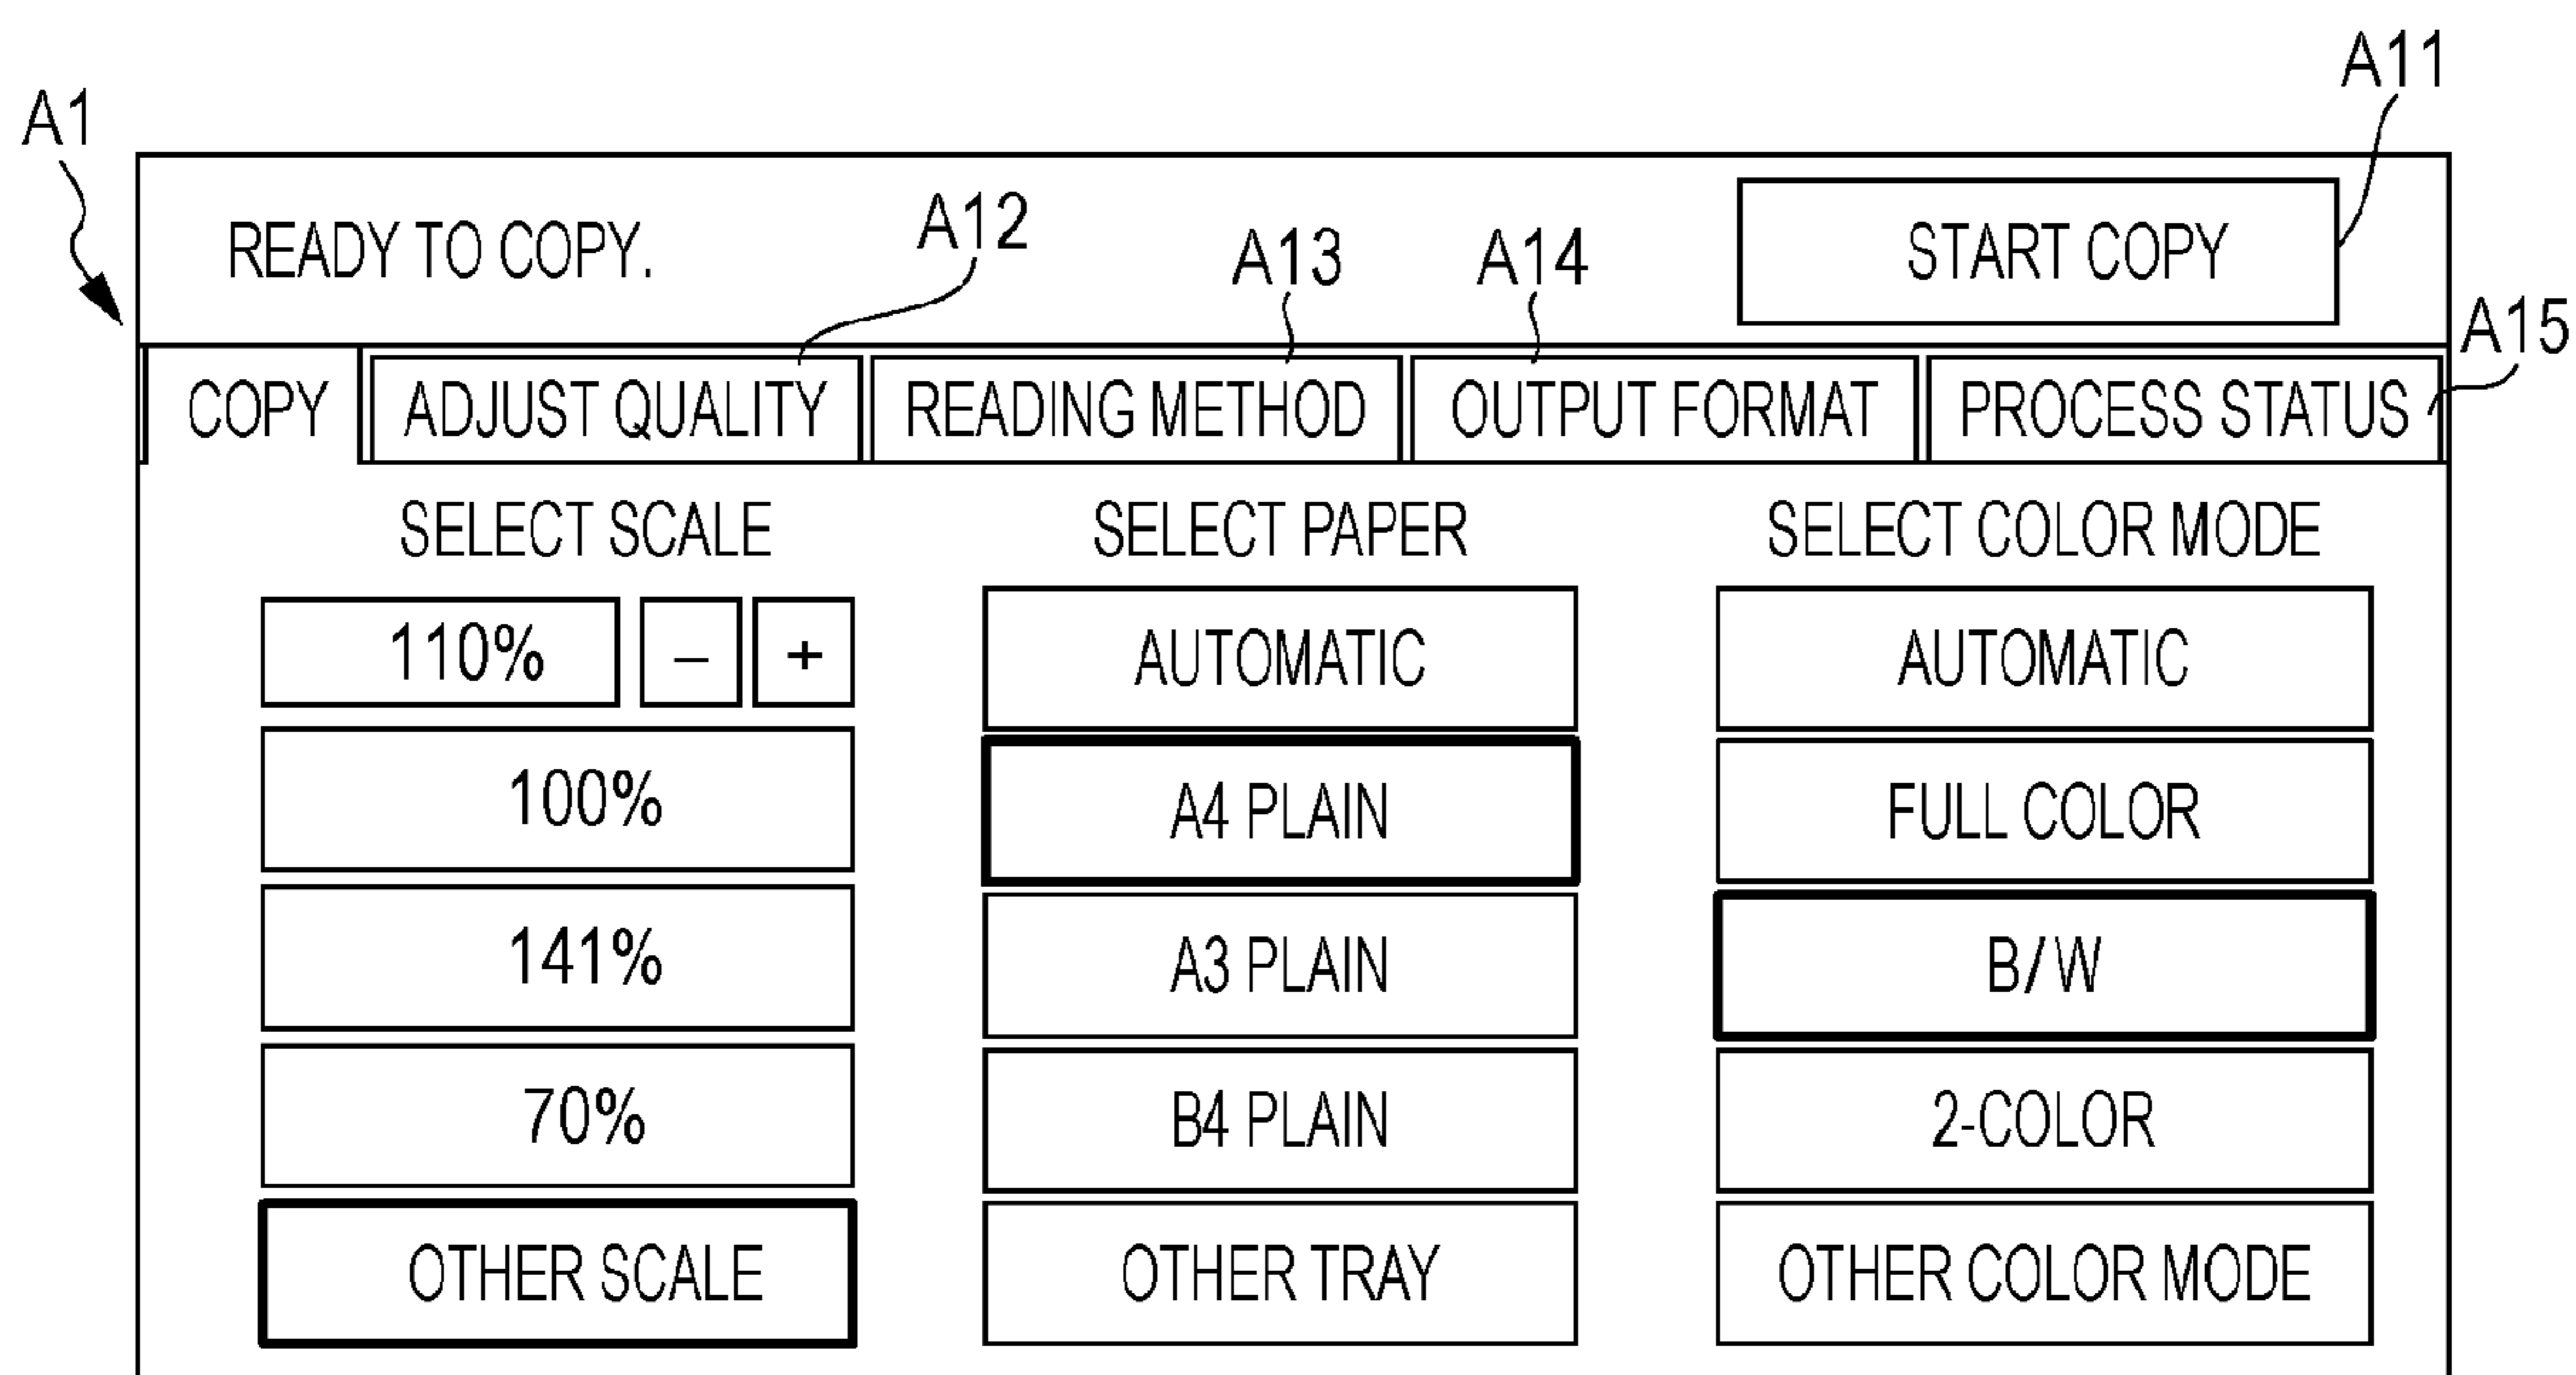 A11
A1
A12
READY TO COPY.
A13
A14
START COPY
A15
COPY
ADJUST QUALITY
READING METHOD
OUTPUT FORMAT
PROCESS STATUS
SELECT SCALE
110%
–
+
100%
141%
70%
OTHER SCALE
SELECT PAPER
AUTOMATIC
A4 PLAIN
A3 PLAIN
B4 PLAIN
OTHER TRAY
SELECT COLOR MODE
AUTOMATIC
FULL COLOR
B/W
2-COLOR
OTHER COLOR MODE